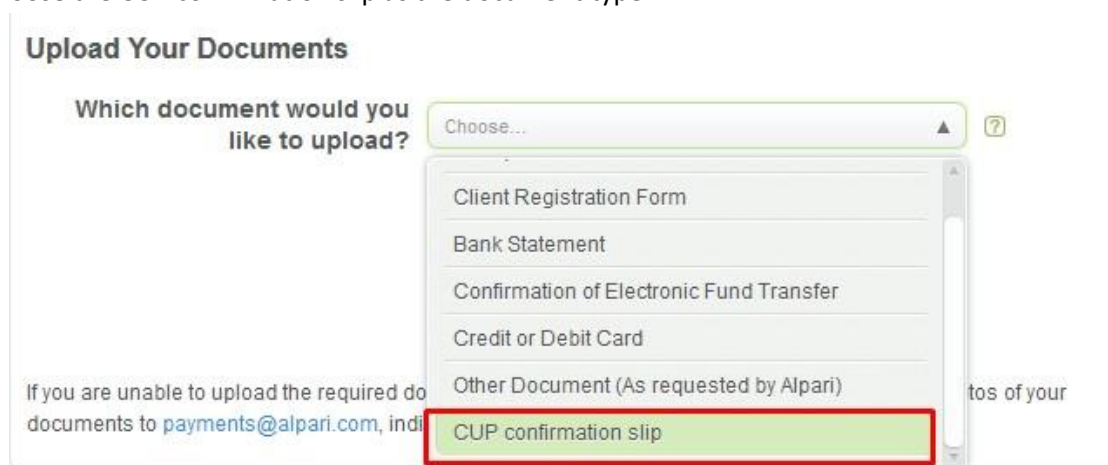 Upload Your Documents
Which document would you
like to upload?
Choose...
?
Client Registration Form
Bank Statement
Confirmation of Electronic Fund Transfer
Credit or Debit Card
Other Document (As requested by Alpari)
CUP confirmation slip
If you are unable to upload the required do
tos of your
documents to payments@alpari.com, indi